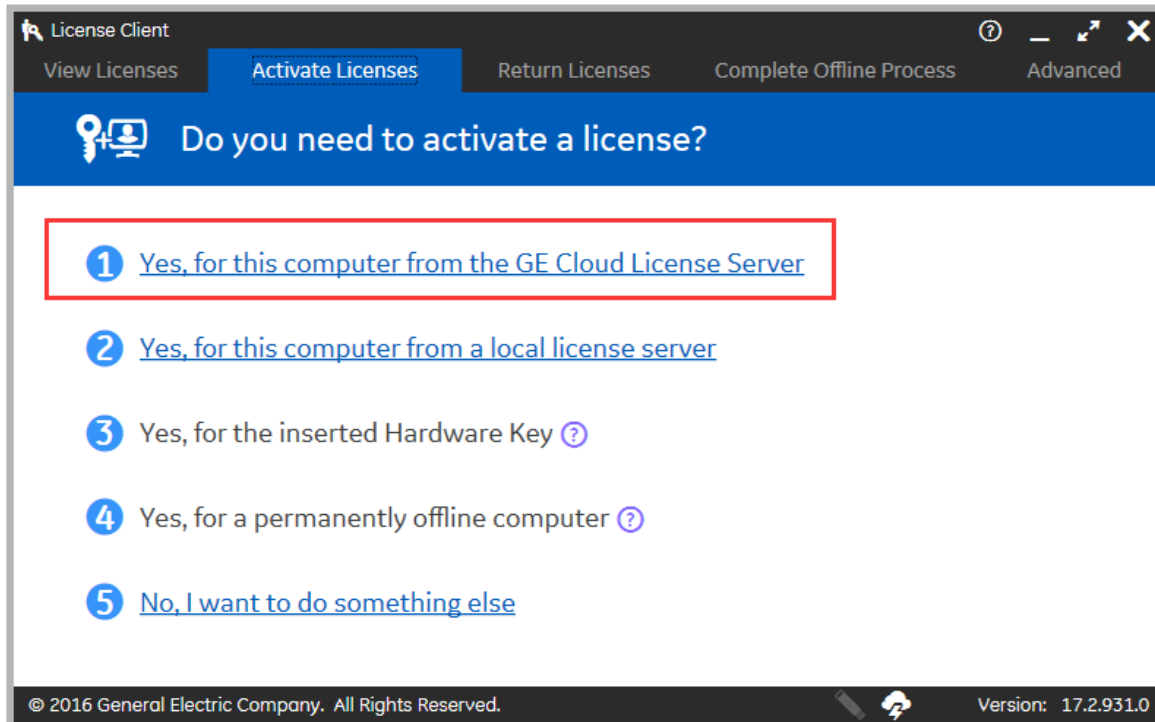 License Client
View Licenses Activate Licenses Return Licenses Complete Offline Process Advanced
Do you need to activate a license?
1 Yes, for this computer from the GE Cloud License Server
2 Yes, for this computer from a local license server
3 Yes, for the inserted Hardware Key ?
4 Yes, for a permanently offline computer ?
5 No, I want to do something else
© 2016 General Electric Company. All Rights Reserved. Version: 17.2.931.0